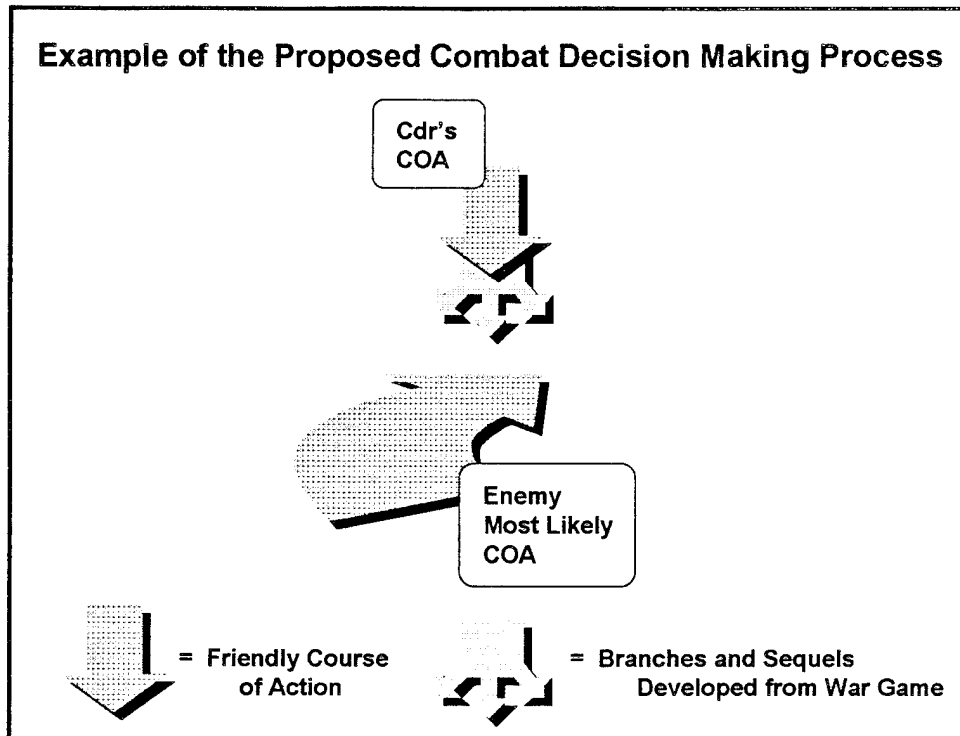 Example of the Proposed Combat Decision Making Process
Cdr's
COA
Enemy
Most Likely
COA
= Friendly Course
of Action
= Branches and Sequels
Developed from War Game